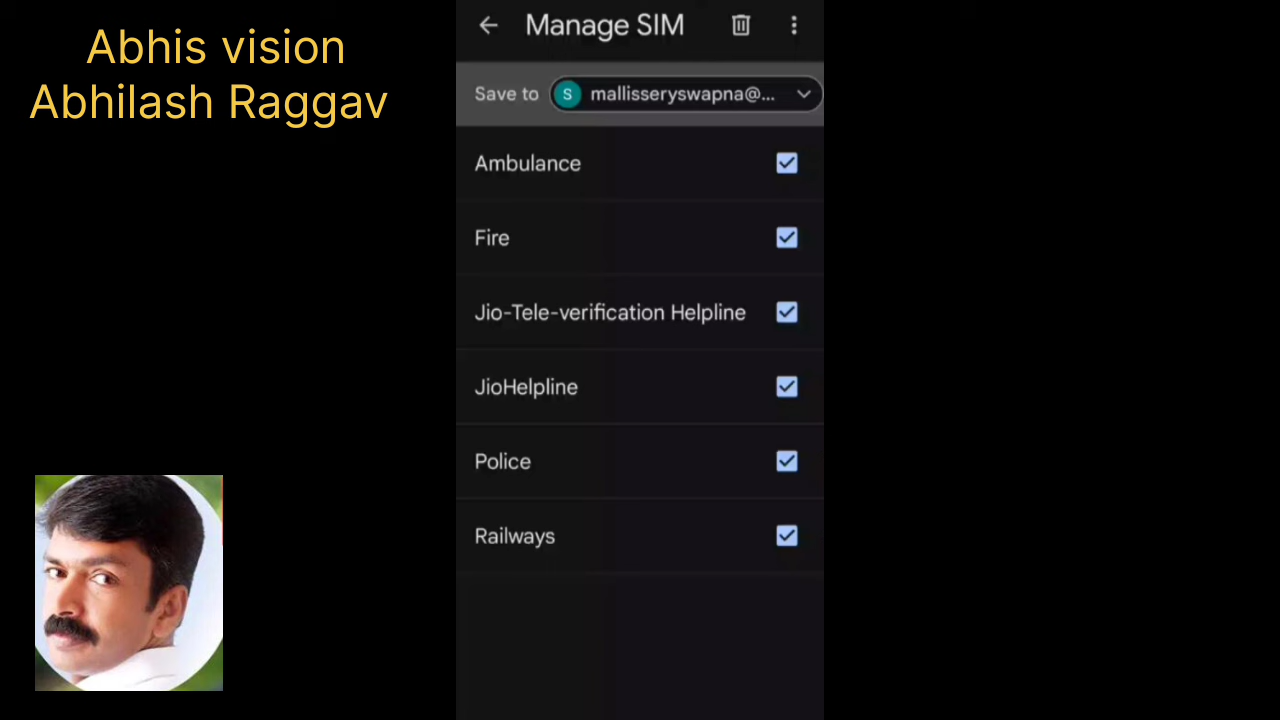 Abhis vision
Abhilash Raggav
Manage SIM
Save to S mallisseryswapna@...
Ambulance
Fire
Jio-Tele-verification Helpline
JioHelpline
Police
Railways